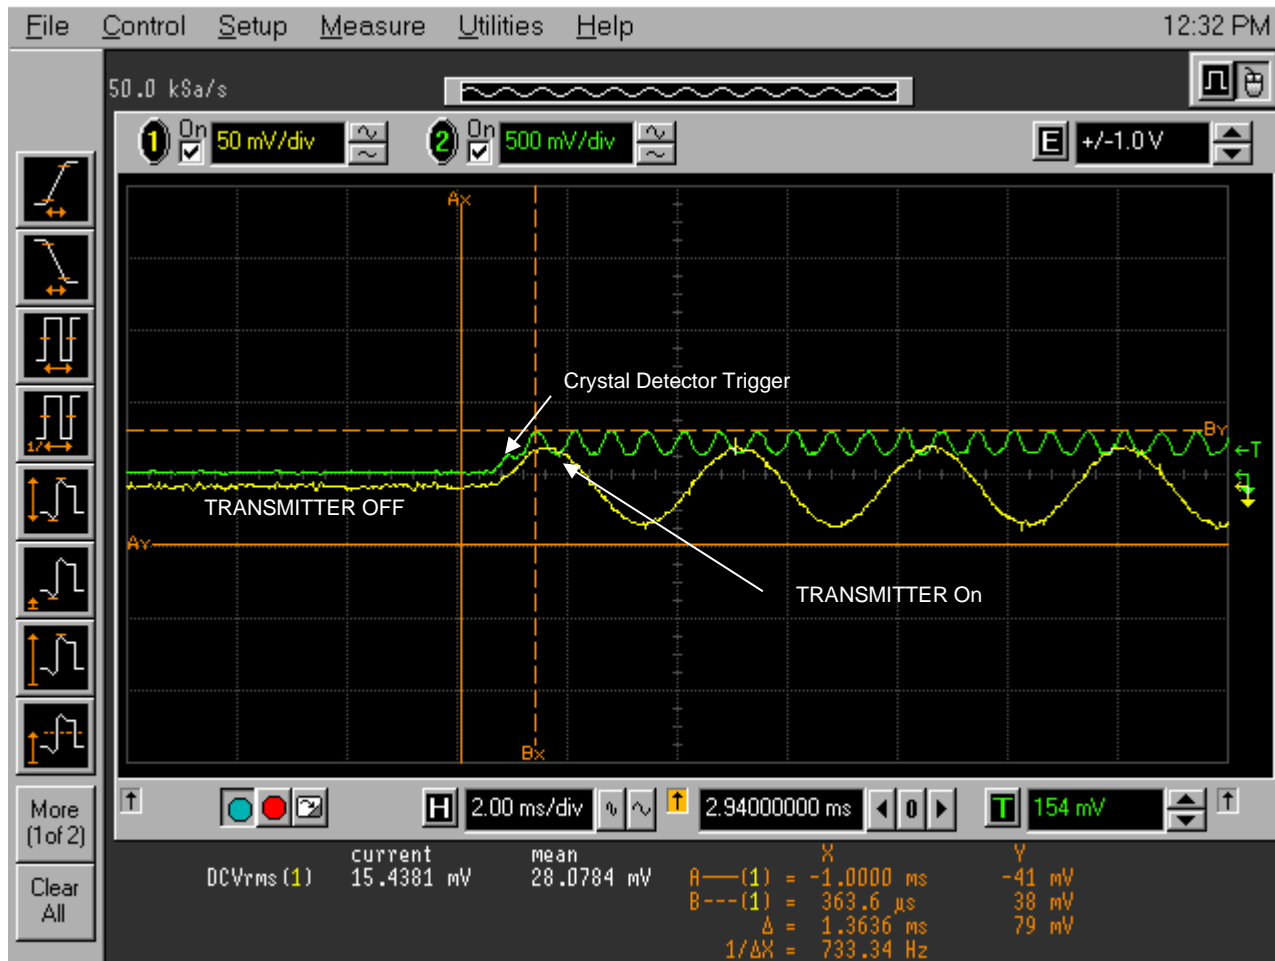 File Control Setup Measure Utilities Help 12:32 PM
50.0 kSa/s
1 On 50 mV/div 2 On 500 mV/div E +/-1.0 V
Ax
Crystal Detector Trigger
By
T
TRANSMITTER OFF
Ay
TRANSMITTER On
Bx
More
(1of 2)
Clear
All
H 2.00 ms/div 2.94000000 ms 0 T 154 mV
current mean X Y
DCVrms(1) 15.4381 mV 28.0784 mV A——(1) = -1.0000 ms -41 mV
B---(1) = 363.6 µs 38 mV
Δ = 1.3636 ms 79 mV
1/ΔX = 733.34 Hz